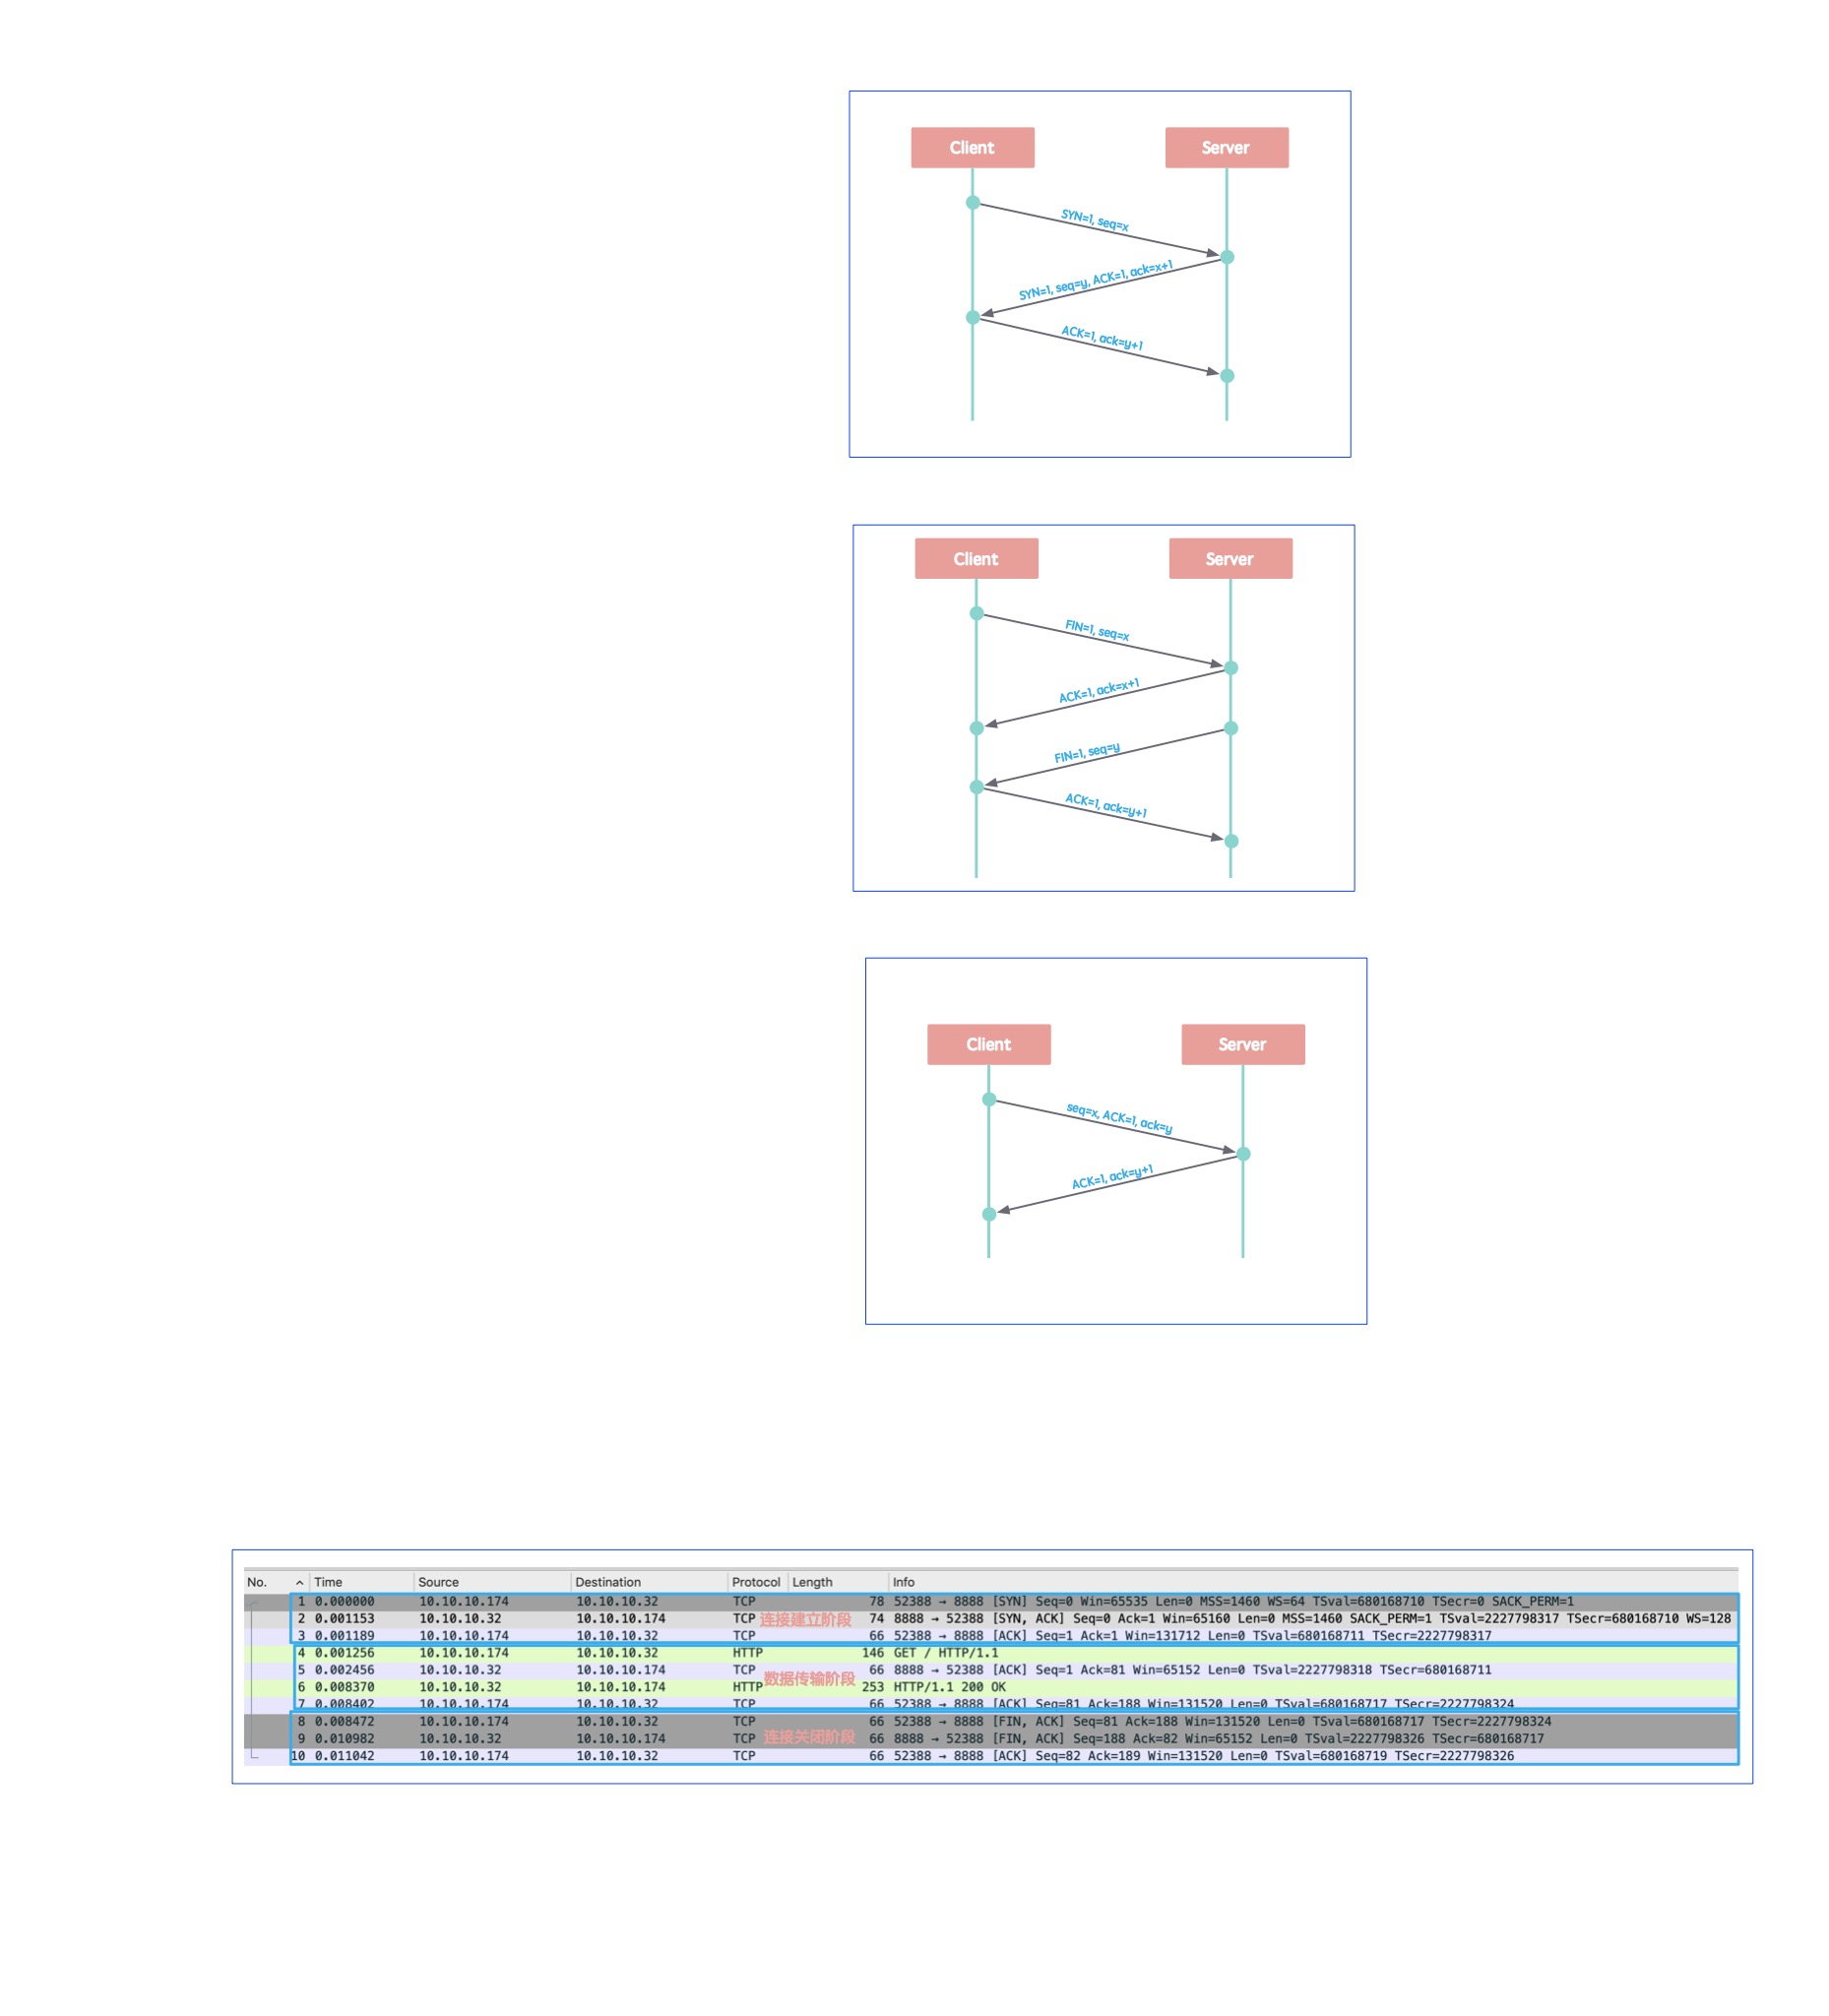 Client Server
SYN=1, seq=x
SYN=1, seq=y, ACK=1, ack=x+1
ACK=1, ack=y+1
Client Server
FIN=1, seq=x
ACK=1, ack=x+1
FIN=1, seq=y
ACK=1, ack=y+1
Client Server
seq=x, ACK=1, ack=y
ACK=1, ack=y+1
No. Time Source Destination Protocol Length Info
1 0.000000 10.10.10.174 10.10.10.32 TCP 78 52388 → 8888 [SYN] Seq=0 Win=65535 Len=0 MSS=1460 WS=64 TSval=680168710 TSecr=0 SACK_PERM=1
2 0.001153 10.10.10.32 10.10.10.174 TCP 连接建立阶段 74 8888 → 52388 [SYN, ACK] Seq=0 Ack=1 Win=65160 Len=0 MSS=1460 SACK_PERM=1 TSval=2227798317 TSecr=680168710 WS=128
3 0.001189 10.10.10.174 10.10.10.32 TCP 66 52388 → 8888 [ACK] Seq=1 Ack=1 Win=131712 Len=0 TSval=680168711 TSecr=2227798317
4 0.001256 10.10.10.174 10.10.10.32 HTTP 146 GET / HTTP/1.1
5 0.002456 10.10.10.32 10.10.10.174 TCP 数据传输阶段 66 8888 → 52388 [ACK] Seq=1 Ack=81 Win=65152 Len=0 TSval=2227798318 TSecr=680168711
6 0.008370 10.10.10.32 10.10.10.174 HTTP 253 HTTP/1.1 200 OK
7 0.008402 10.10.10.174 10.10.10.32 TCP 66 52388 → 8888 [ACK] Seq=81 Ack=188 Win=131520 Len=0 TSval=680168717 TSecr=2227798324
8 0.008472 10.10.10.174 10.10.10.32 TCP 66 52388 → 8888 [FIN, ACK] Seq=81 Ack=188 Win=131520 Len=0 TSval=680168717 TSecr=2227798324
9 0.010982 10.10.10.32 10.10.10.174 TCP 连接关闭阶段 66 8888 → 52388 [FIN, ACK] Seq=188 Ack=82 Win=65152 Len=0 TSval=2227798326 TSecr=680168717
10 0.011042 10.10.10.174 10.10.10.32 TCP 66 52388 → 8888 [ACK] Seq=82 Ack=189 Win=131520 Len=0 TSval=680168719 TSecr=2227798326